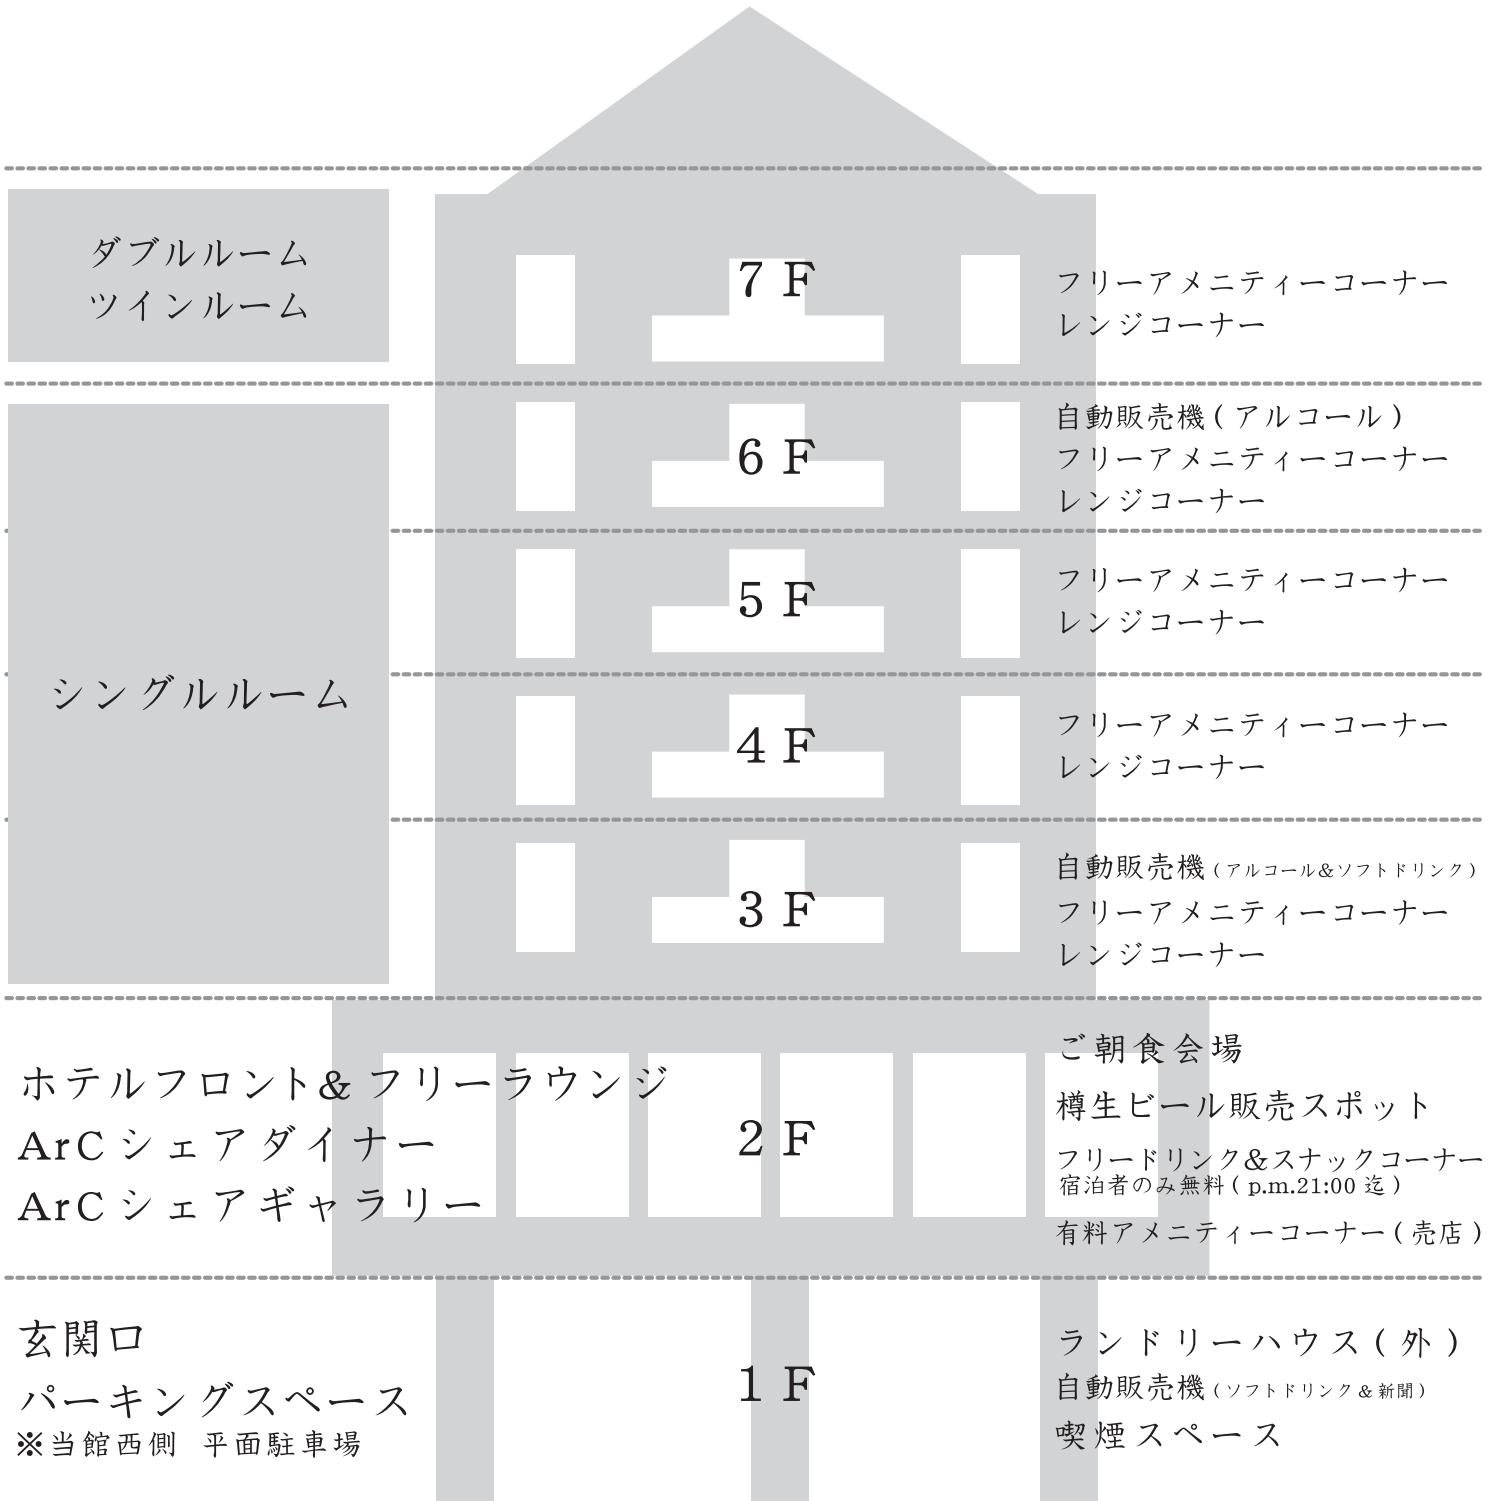 ダブルルーム
ツインルーム
7 F
フリーアメニティーコーナー
レンジコーナー
シングルルーム
6 F
自動販売機(アルコール)
フリーアメニティーコーナー
レンジコーナー
5 F
フリーアメニティーコーナー
レンジコーナー
4 F
フリーアメニティーコーナー
レンジコーナー
3 F
自動販売機(アルコール&ソフトドリンク)
フリーアメニティーコーナー
レンジコーナー
ホテルフロント&フリーラウンジ
ArCシェアダイナー
ArCシェアギャラリー
2 F
ご朝食会場
樽生ビール販売スポット
フリードリンク&スナックコーナー
宿泊者のみ無料(p.m.21:00迄)
有料アメニティーコーナー(売店)
玄関口
パーキングスペース
※当館西側 平面駐車場
1 F
ランドリーハウス(外)
自動販売機(ソフトドリンク&新聞)
喫煙スペース